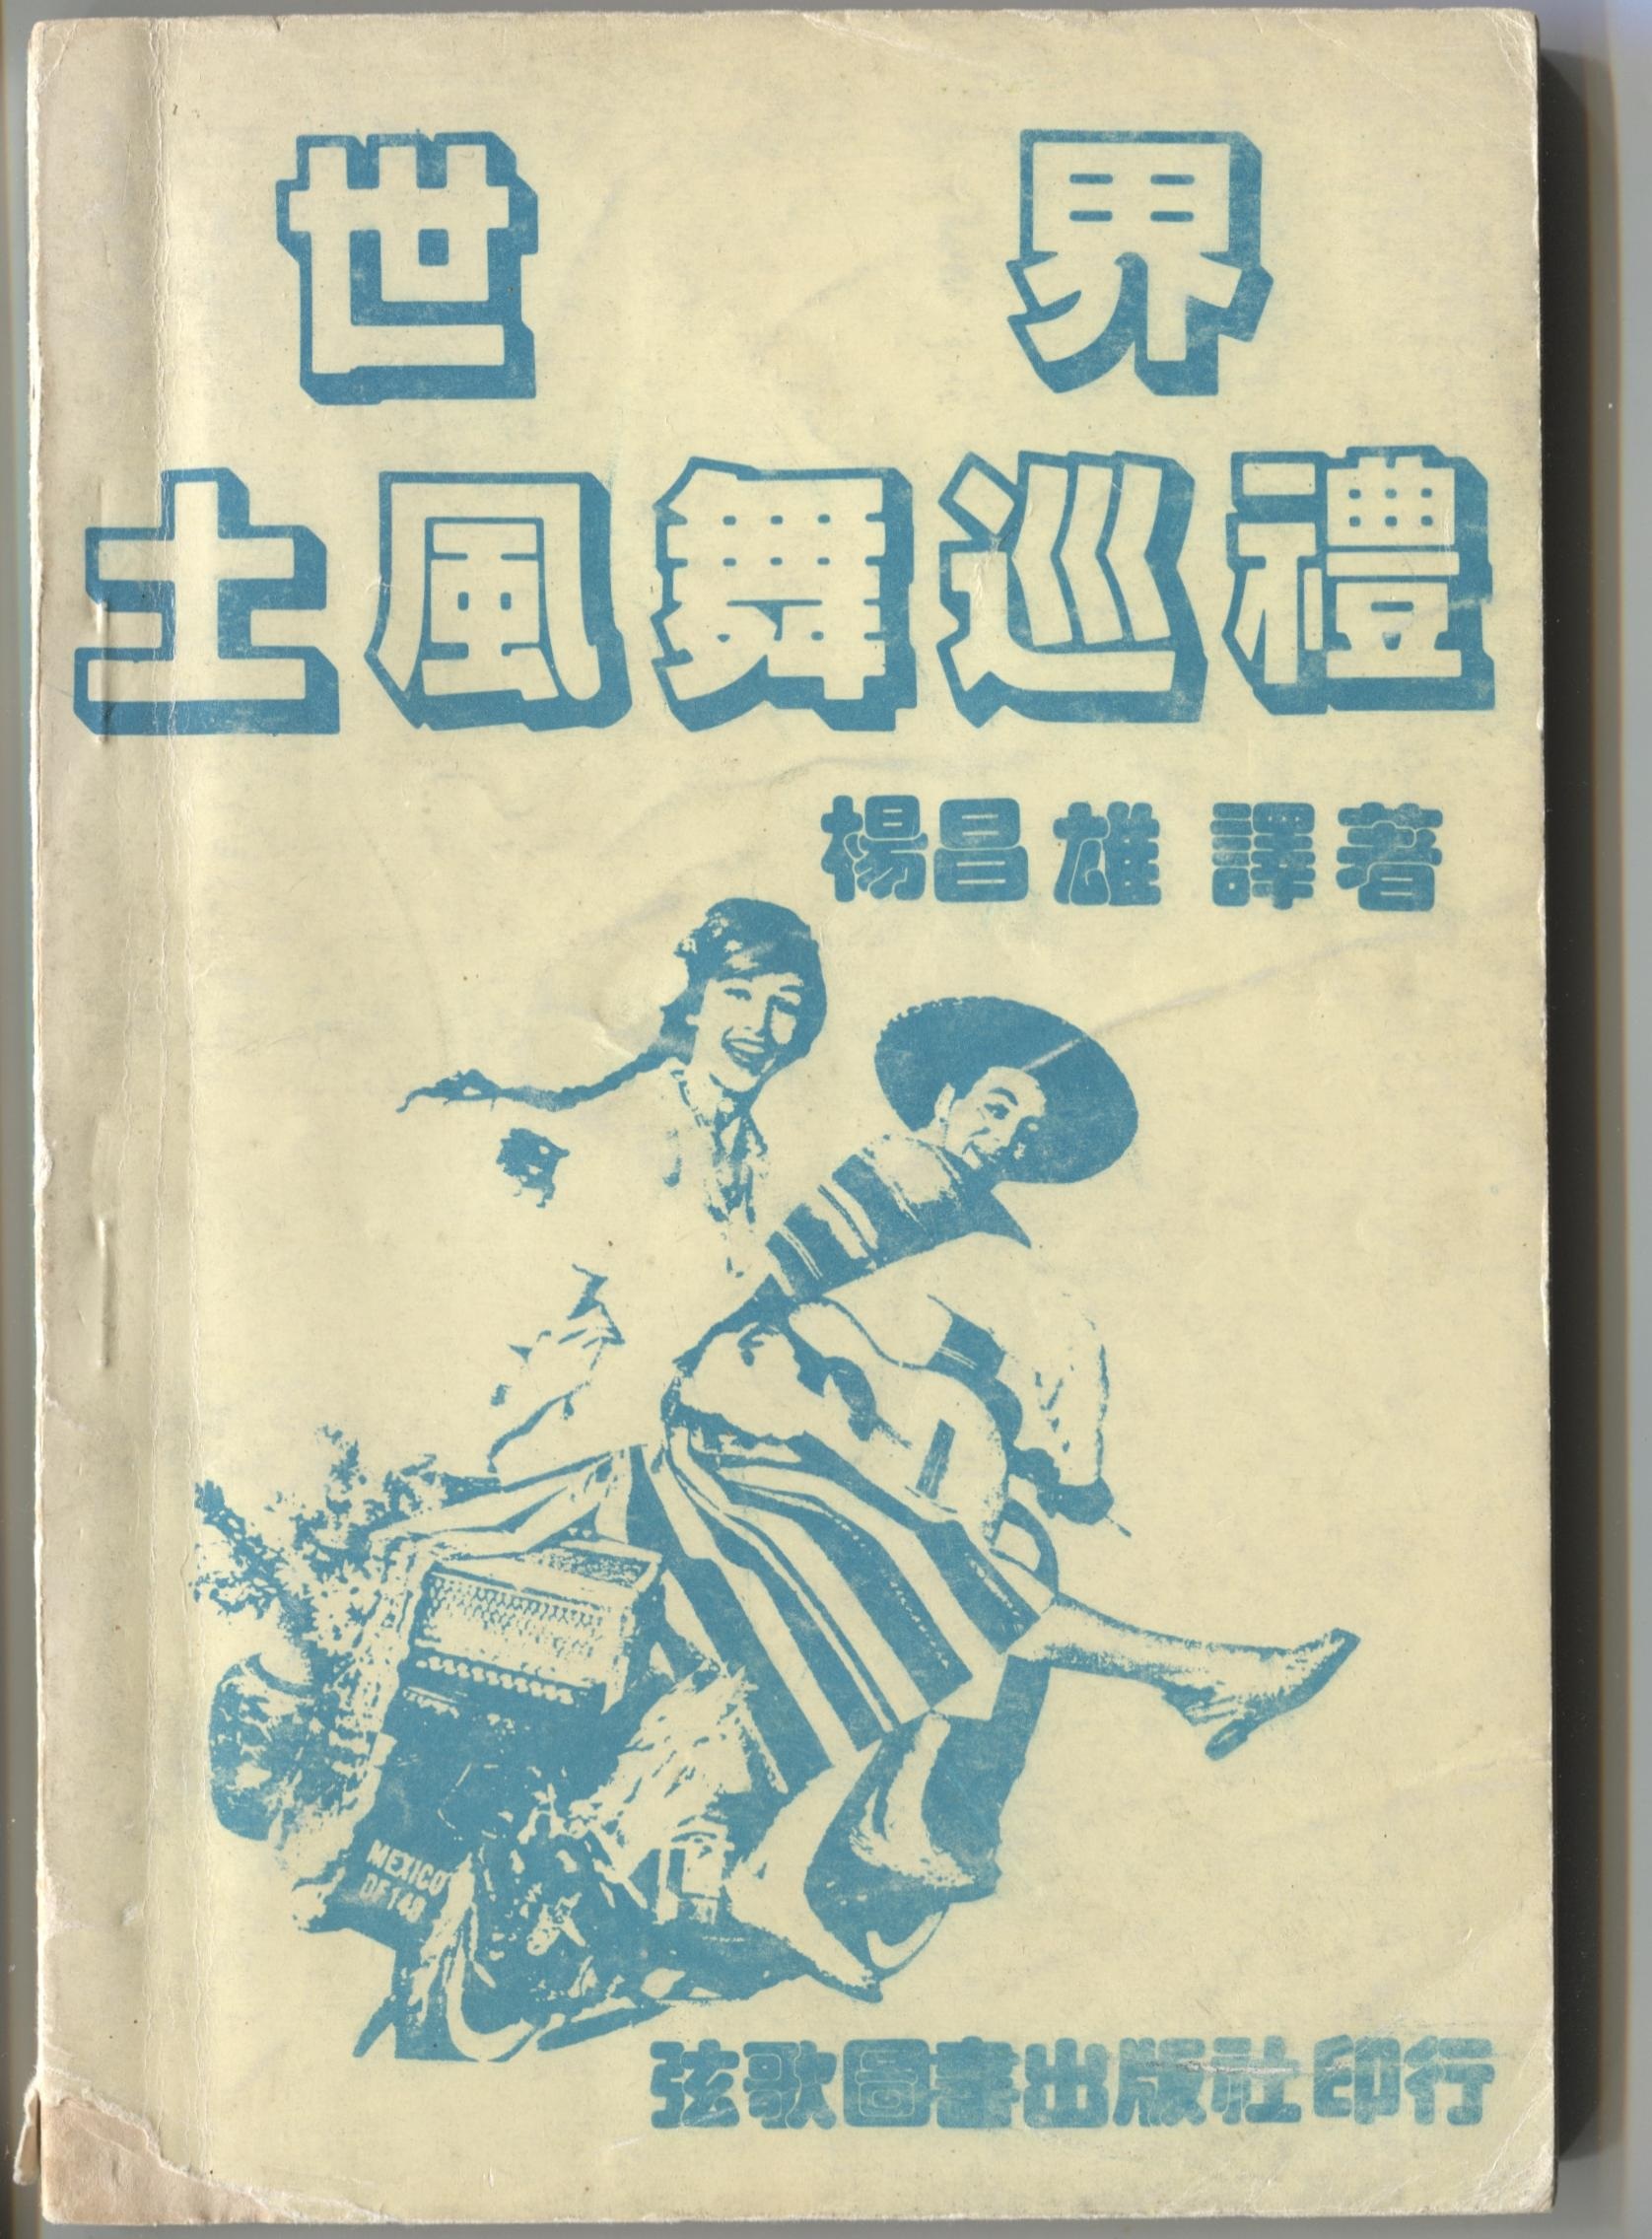 世界
土風舞巡禮
楊昌雄 譯著
MEXICO
DF148
弦歌圖書出版社印行